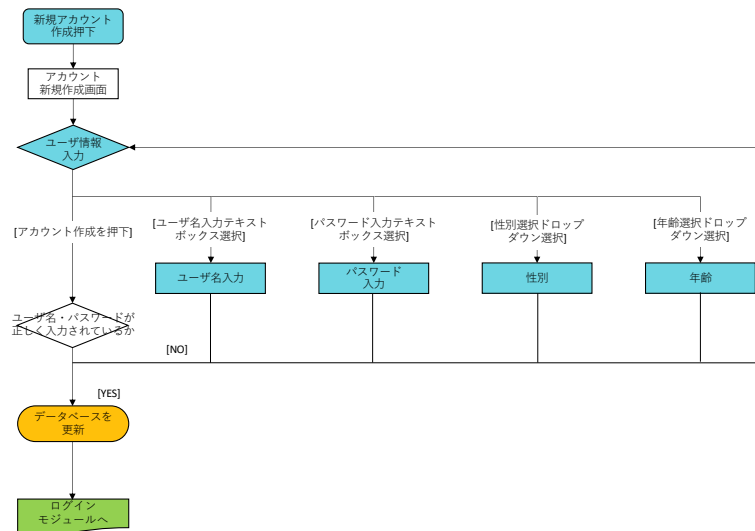 新規アカウント
作成押下
アカウント
新規作成画面
ユーザ情報
入力
[アカウント作成を押下]
[ユーザ名入力テキスト
ボックス選択]
[パスワード入力テキスト
ボックス選択]
[性別選択ドロップ
ダウン選択]
[年齢選択ドロップ
ダウン選択]
ユーザ名入力
パスワード
入力
性別
年齢
ユーザ名・パスワードが
正しく入力されているか
[NO]
[YES]
データベースを
更新
ログイン
モジュールへ